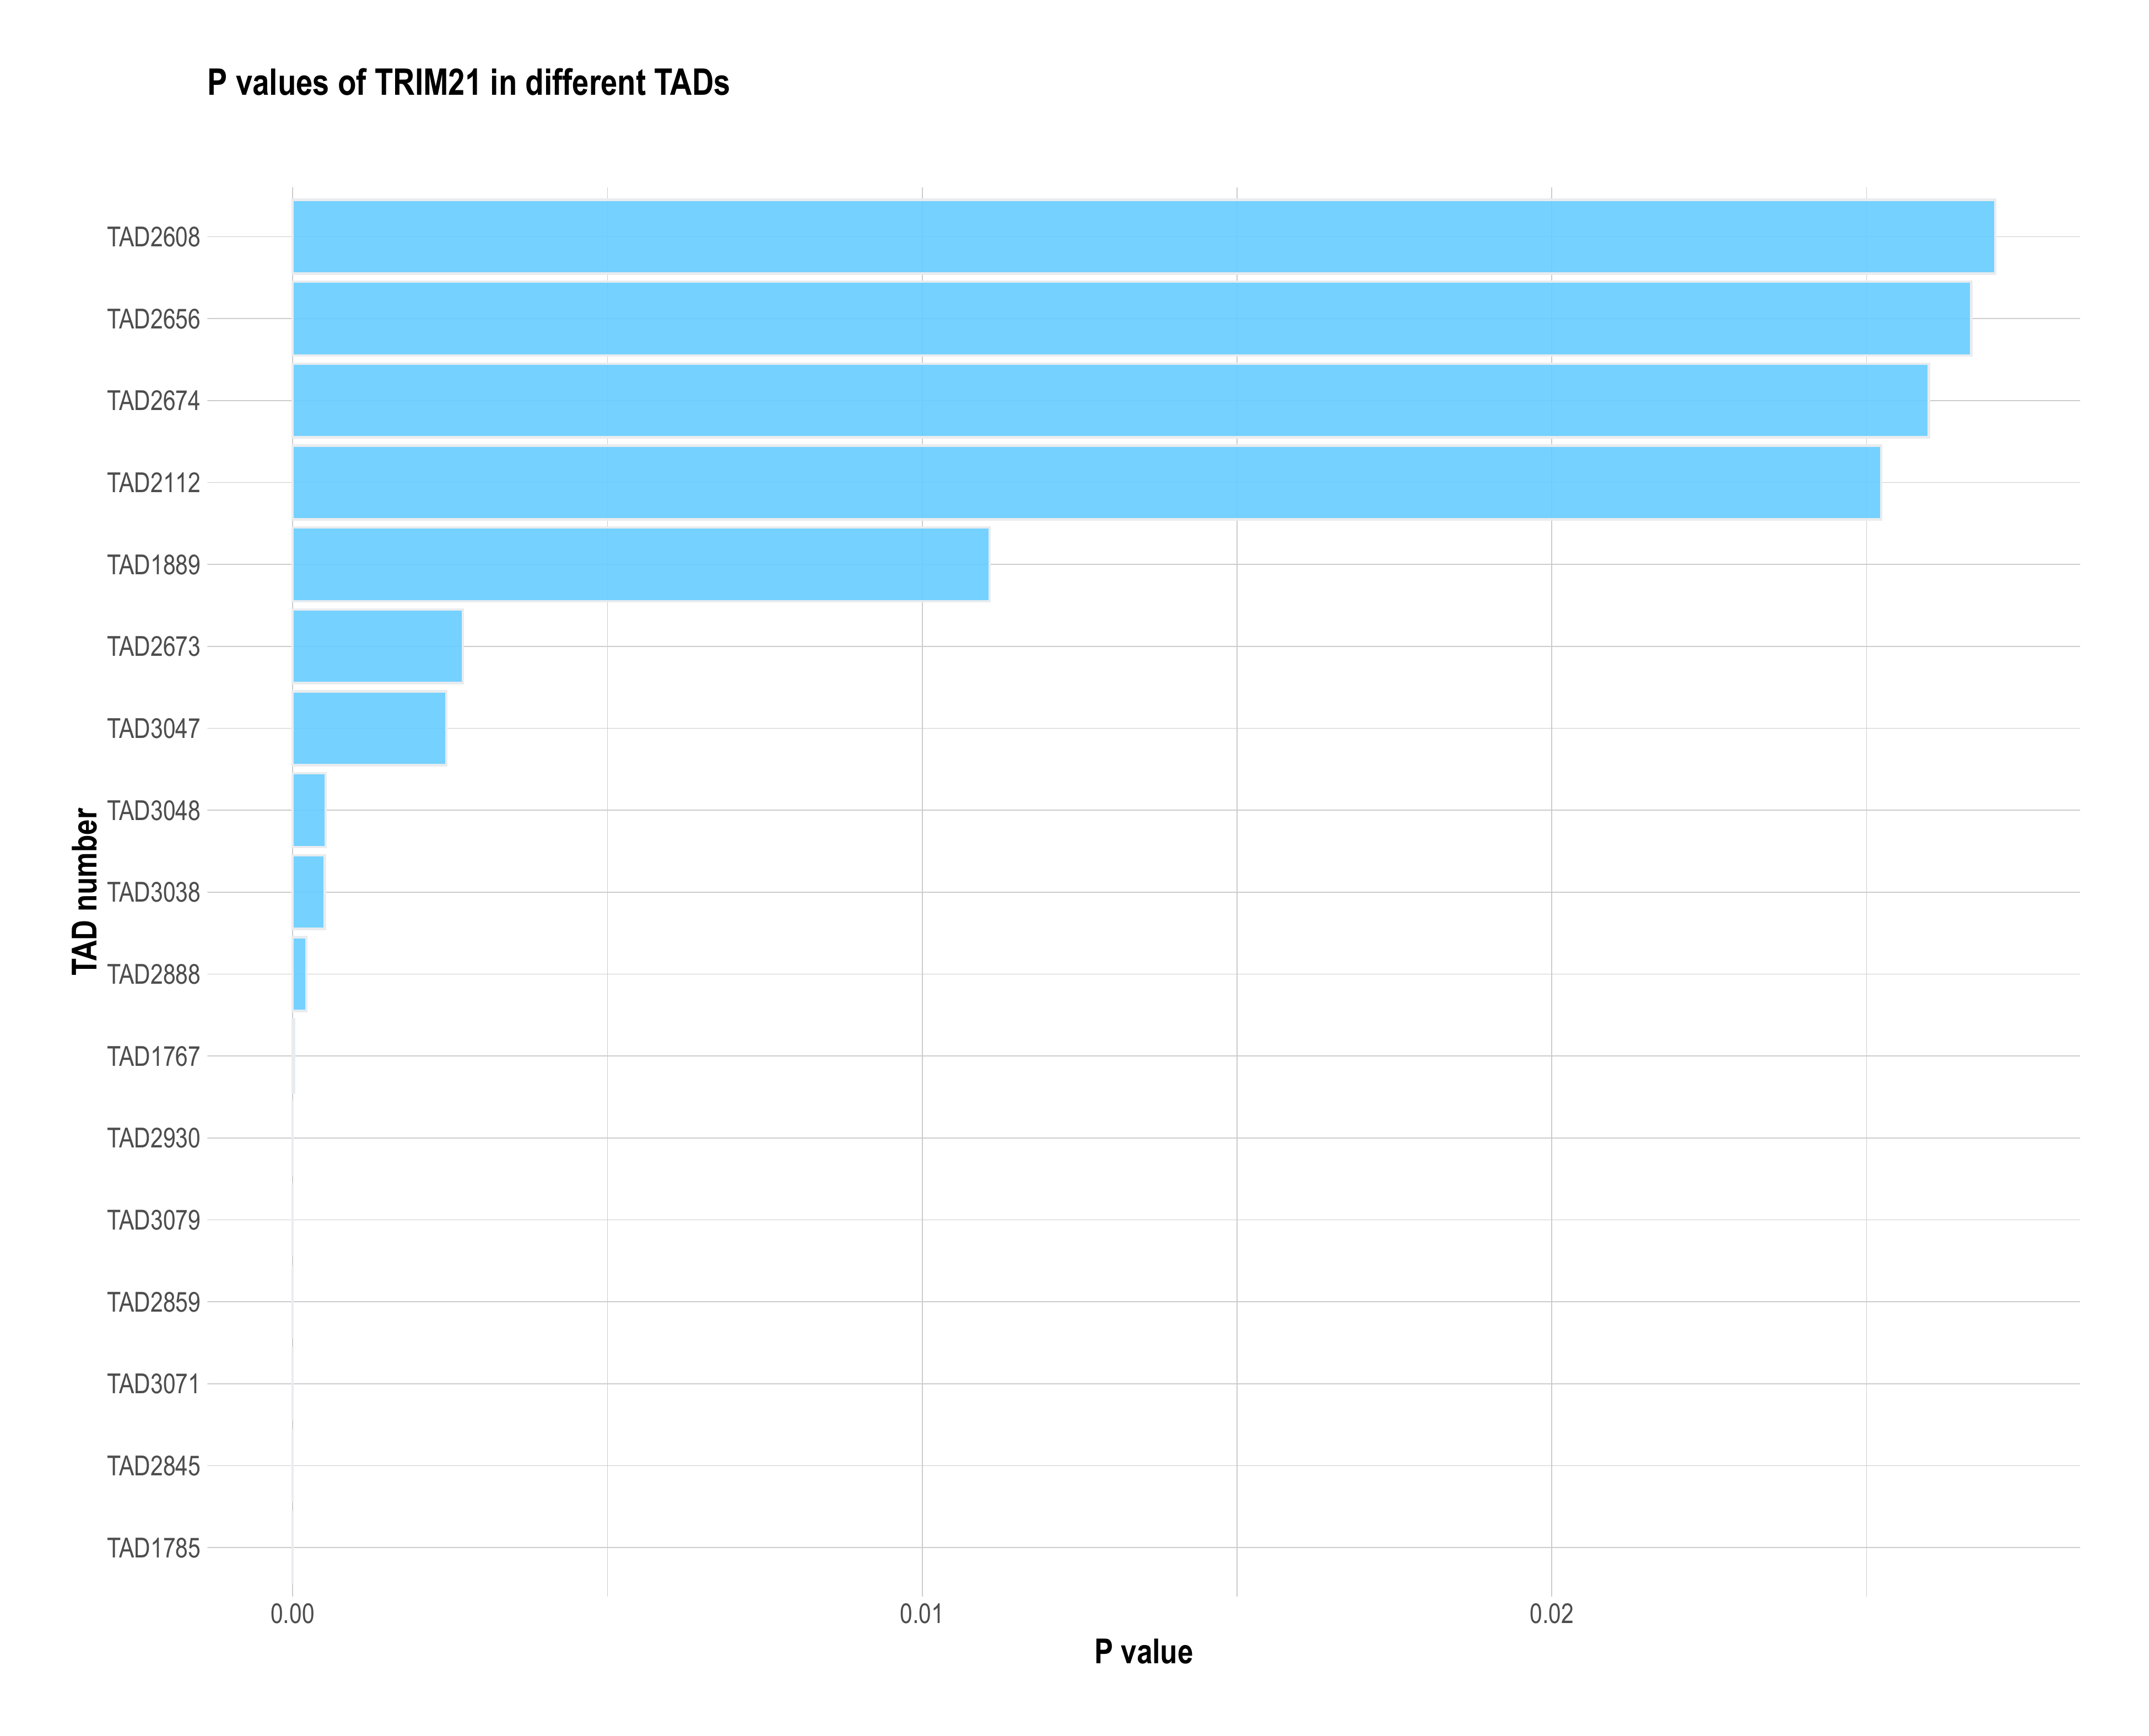 P values of TRIM21 in different TADs
TAD2608
TAD2656
TAD2674
TAD2112
TAD1889
TAD2673
TAD3047
TAD3048
TAD3038
TAD2888
TAD1767
TAD2930
TAD3079
TAD2859
TAD3071
TAD2845
TAD1785
TAD number
0.00 0.01 0.02
P value